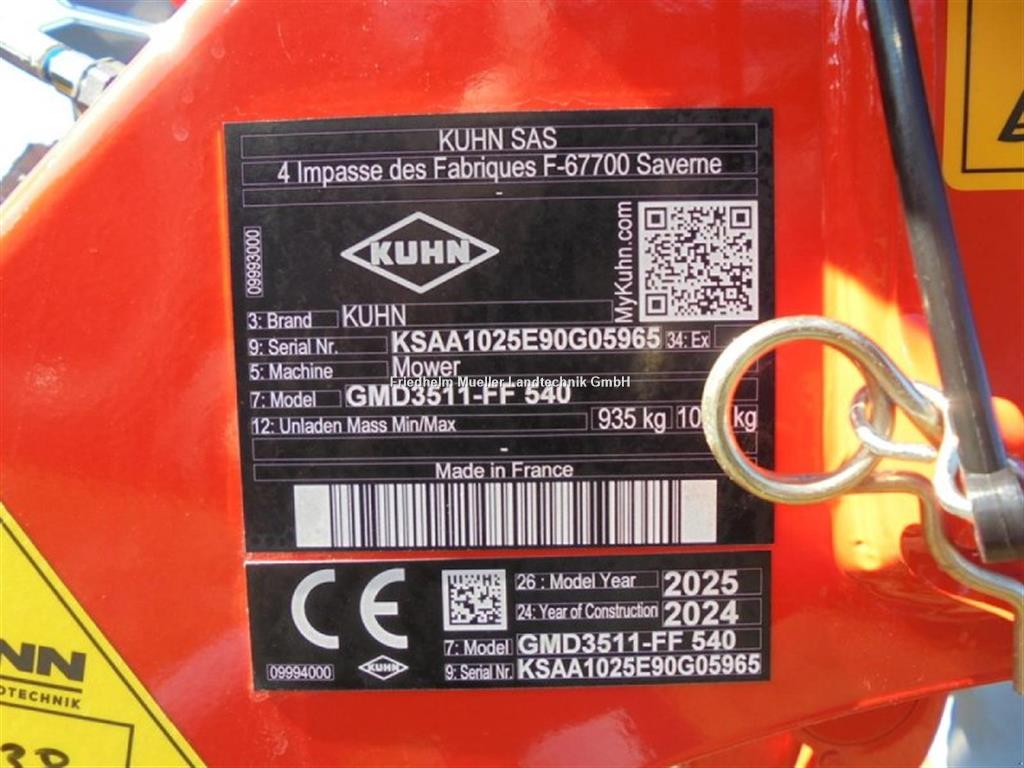 KUHN SAS
4 Impasse des Fabriques F-67700 Saverne
-
09993000
KUHN
MyKuhn.com
3: Brand KUHN
9: Serial Nr. KSAA1025E90G05965 34: Ex
5: Machine Mower
Friedhelm Mueller Landtechnik GmbH
7: Model GMD3511-FF 540
12: Unladen Mass Min/Max 935 kg kg
-
Made in France
CE
26 : Model Year 2025
24: Year of Construction 2024
7: Model GMD3511-FF 540
09994000 KUHN 9: Serial Nr. KSAA1025E90G05965